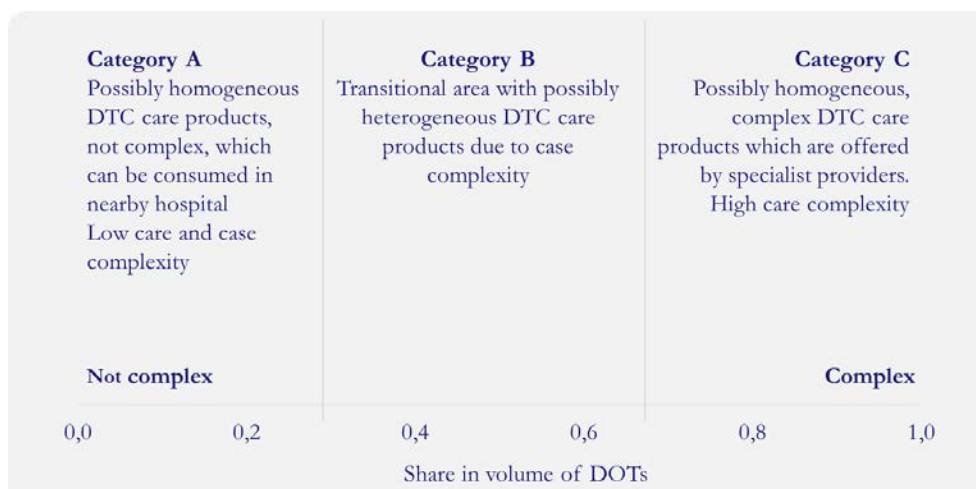 Category A
Possibly homogeneous
DTC care products,
not complex, which
can be consumed in
nearby hospital
Low care and case
complexity
Category B
Transitional area with possibly
heterogeneous DTC care
products due to case
complexity
Category C
Possibly homogeneous,
complex DTC care
products which are offered
by specialist providers.
High care complexity
Not complex
Complex
0,0 0,2 0,4 0,6 0,8 1,0
Share in volume of DOTs